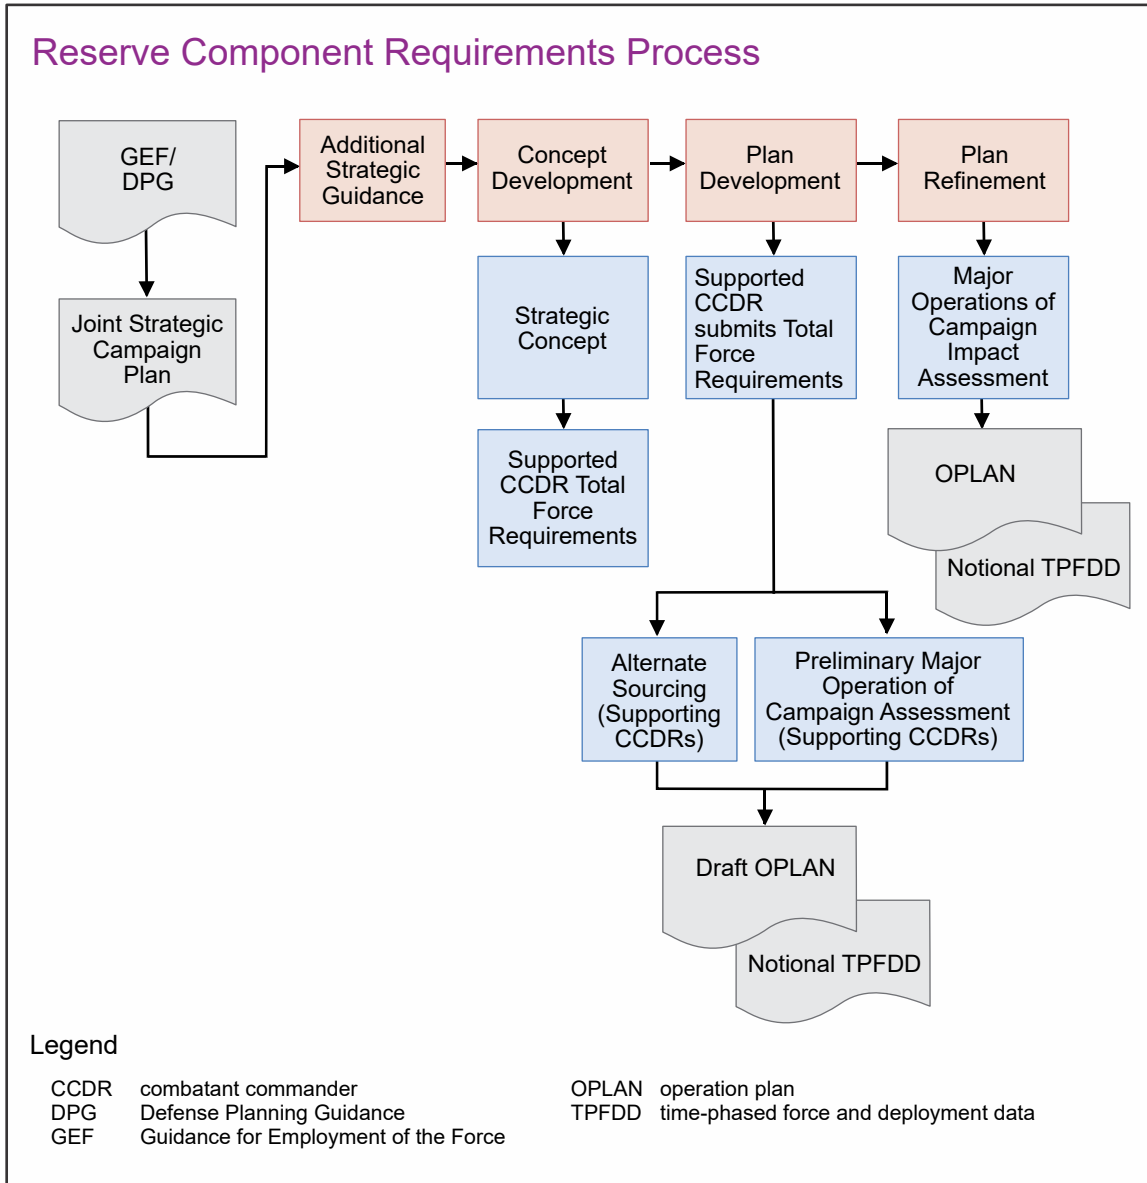 Reserve Component Requirements Process
GEF/
DPG
Joint Strategic
Campaign
Plan
Additional
Strategic
Guidance
Concept
Development
Plan
Development
Plan
Refinement
Strategic
Concept
Supported
CCDR Total
Force
Requirements
Supported
CCDR
submits Total
Force
Requirements
Major
Operations of
Campaign
Impact
Assessment
OPLAN
Notional TPFDD
Alternate
Sourcing
(Supporting
CCDRs)
Preliminary Major
Operation of
Campaign Assessment
(Supporting CCDRs)
Draft OPLAN
Notional TPFDD
Legend
CCDR combatant commander
DPG Defense Planning Guidance
GEF Guidance for Employment of the Force
OPLAN operation plan
TPFDD time-phased force and deployment data